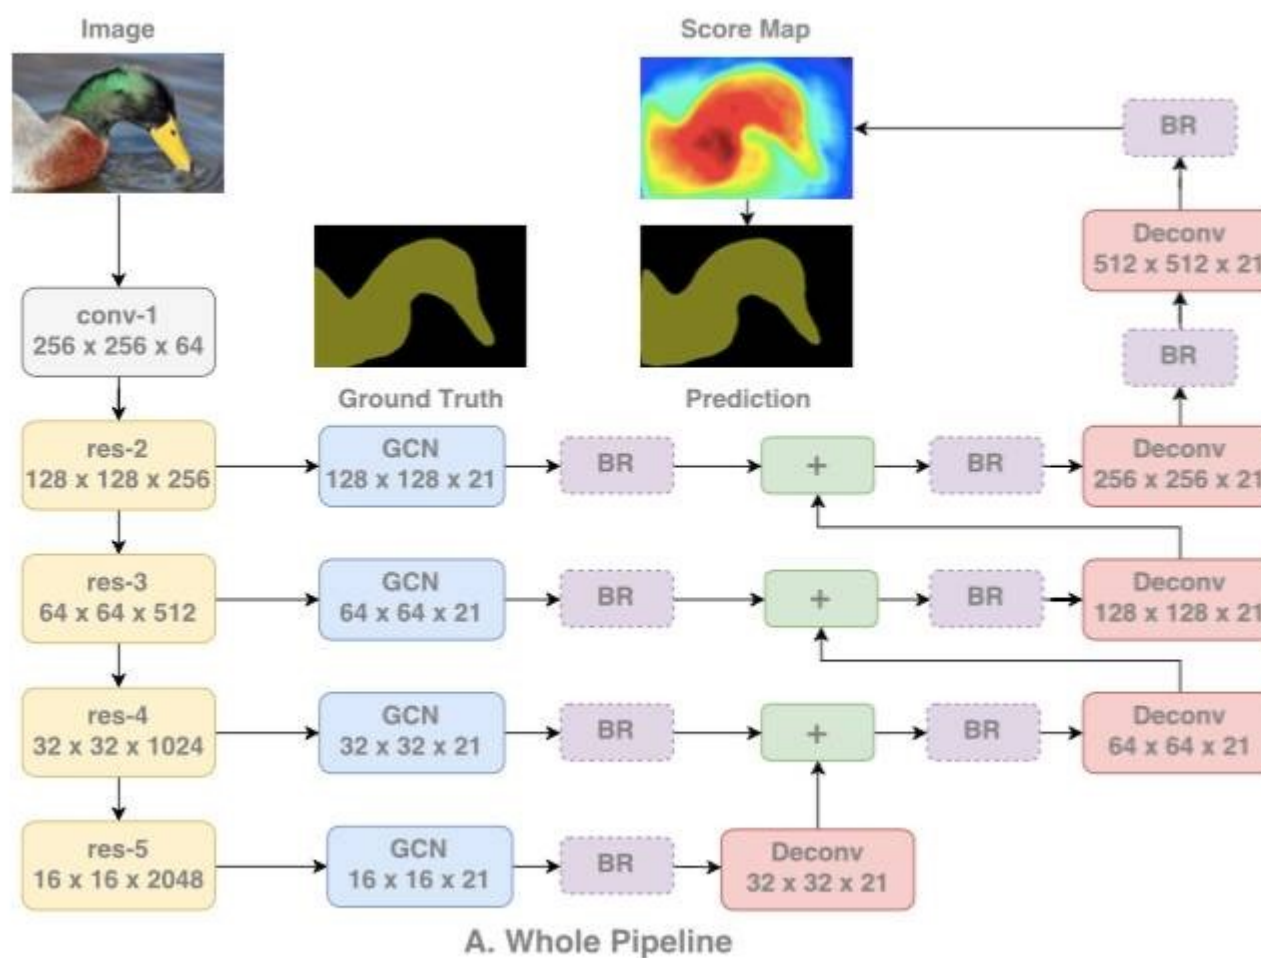 Image
Score Map
BR
Deconv
512 x 512 x 21
conv-1
256 x 256 x 64
BR
Ground Truth
Prediction
res-2
128 x 128 x 256
GCN
128 x 128 x 21
BR
+
BR
Deconv
256 x 256 x 21
res-3
64 x 64 x 512
GCN
64 x 64 x 21
BR
+
BR
Deconv
128 x 128 x 21
res-4
32 x 32 x 1024
GCN
32 x 32 x 21
BR
+
BR
Deconv
64 x 64 x 21
res-5
16 x 16 x 2048
GCN
16 x 16 x 21
BR
Deconv
32 x 32 x 21
A. Whole Pipeline